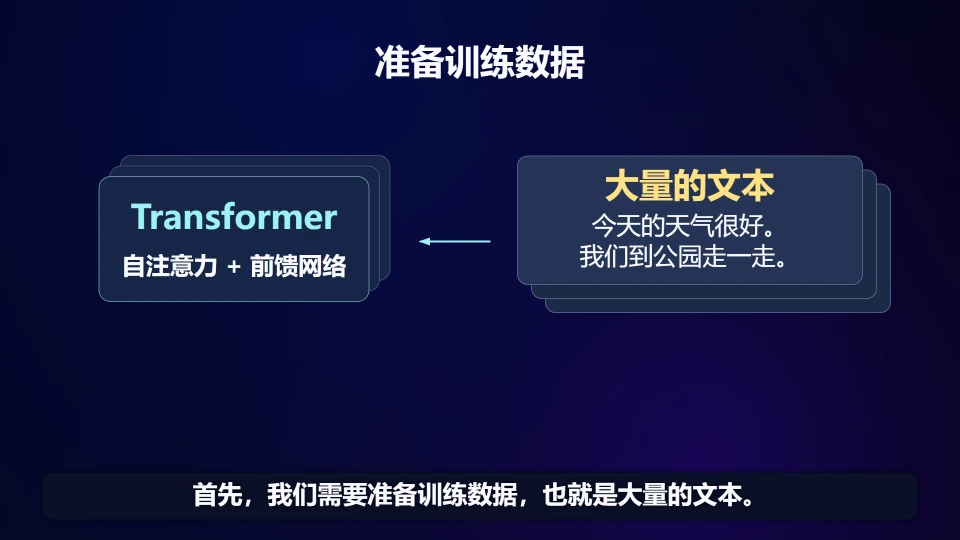 准备训练数据
Transformer
自注意力 + 前馈网络
大量的文本
今天的天气很好。
我们到公园走一走。
首先，我们需要准备训练数据，也就是大量的文本。